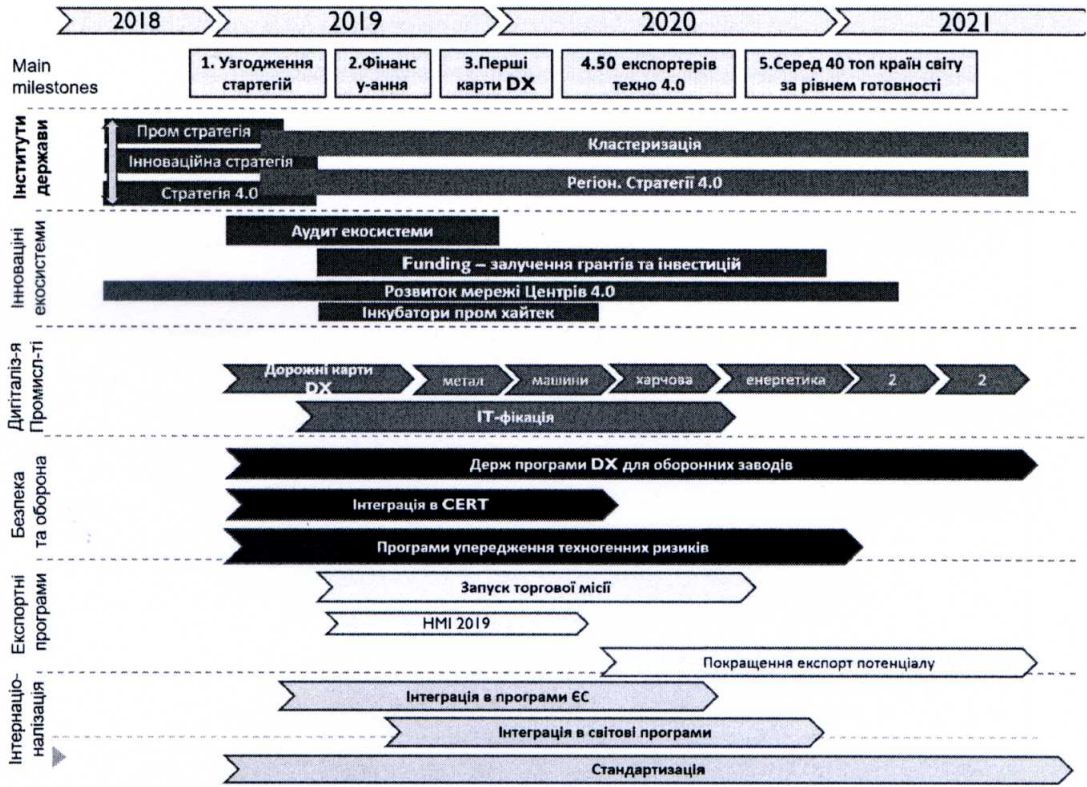 2018 2019 2020 2021
Main
milestones
1. Узгодження
стартегій
2.Фінанс
у-ання
3.Перші
карти DX
4.50 експортерів
техно 4.0
5.Серед 40 топ країн світу
за рівнем готовності
Інститути
держави
Пром стратегія
Інноваційна стратегія
Стратегія 4.0
Кластеризація
Регіон. Стратегії 4.0
Інноваціні
екосистеми
Аудит екосистеми
Funding – залучення грантів та інвестицій
Розвиток мережі Центрів 4.0
Інкубатори пром хайтек
Дигіталіз-я
Промисл-ті
Дорожні карти
DX
метал
машини
харчова
енергетика
2
2
ІТ-фікація
Безпека
та оборона
Держ програми DX для оборонних заводів
Інтеграція в CERT
Програми упередження техногенних ризиків
Експортні
програми
Запуск торгової місії
HMI 2019
Покращення експорт потенціалу
Інтернаціо-
налізація
Інтеграція в програми ЄС
Інтеграція в світові програми
Стандартизація